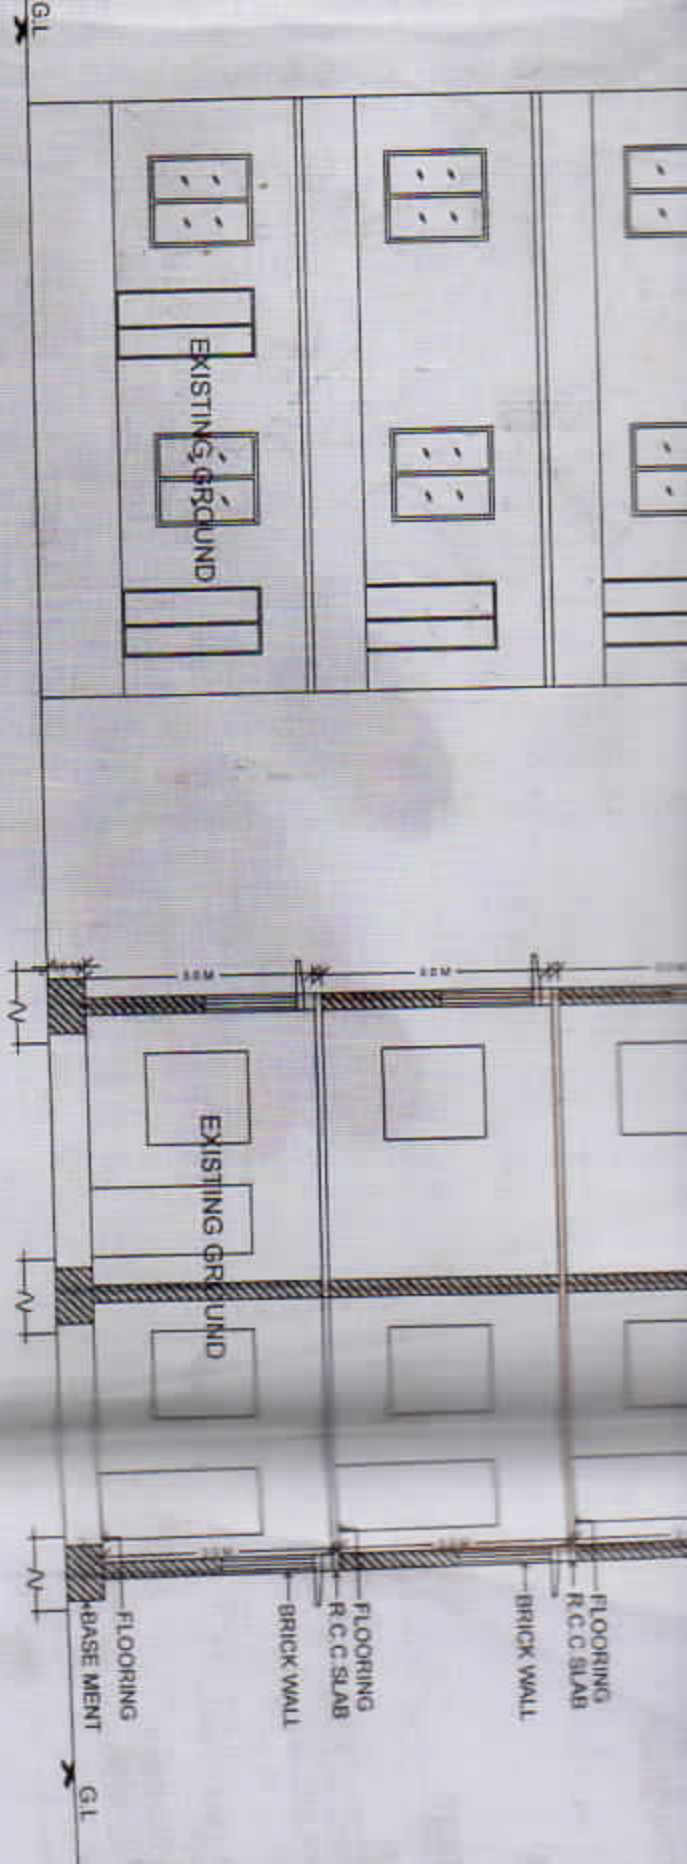 G.L
EXISTING GROUND
EXISTING GROUND
FLOORING
R.C.C SLAB
BRICK WALL
FLOORING
R.C.C SLAB
BRICK WALL
FLOORING
BASE MENT
G.L